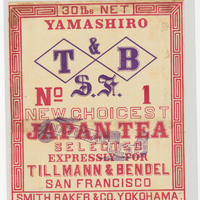 30 lbs NET
YAMASHIRO
T & B
S.F.
No 1
NEW CHOICEST
JAPAN TEA
SELECTED
EXPRESSLY FOR
TILLMANN & BENDEL
SAN FRANCISCO
SMITH BAKER & CO. YOKOHAMA.